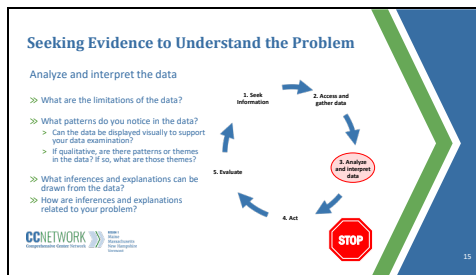 Seeking Evidence to Understand the Problem
Analyze and interpret the data
» What are the limitations of the data?
» What patterns do you notice in the data?
> Can the data be displayed visually to support
your data examination?
> If qualitative, are there patterns or themes
in the data? If so, what are those themes?
» What inferences and explanations can be
drawn from the data?
» How are inferences and explanations
related to your problem?
1. Seek
Information
2. Access and
gather data
3. Analyze
and interpret
data
4. Act
5. Evaluate
STOP
CCNETWORK
Comprehensive Center Network
REGION 1
Maine
Massachusetts
New Hampshire
Vermont
15